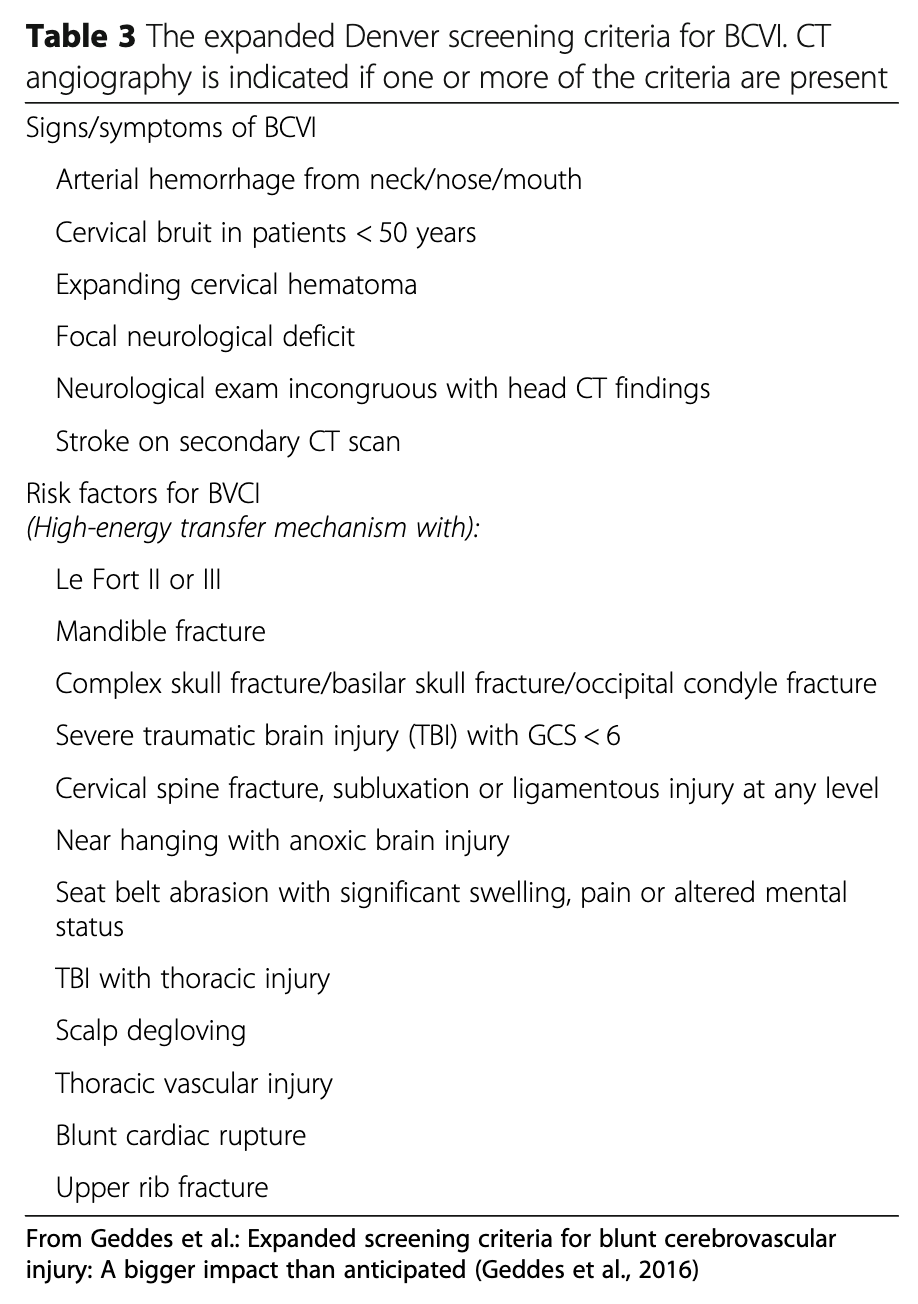 Table 3 The expanded Denver screening criteria for BCVI. CT
angiography is indicated if one or more of the criteria are present
Signs/symptoms of BCVI
Arterial hemorrhage from neck/nose/mouth
Cervical bruit in patients < 50 years
Expanding cervical hematoma
Focal neurological deficit
Neurological exam incongruous with head CT findings
Stroke on secondary CT scan
Risk factors for BVCI
(High-energy transfer mechanism with):
Le Fort II or III
Mandible fracture
Complex skull fracture/basilar skull fracture/occipital condyle fracture
Severe traumatic brain injury (TBI) with GCS < 6
Cervical spine fracture, subluxation or ligamentous injury at any level
Near hanging with anoxic brain injury
Seat belt abrasion with significant swelling, pain or altered mental
status
TBI with thoracic injury
Scalp degloving
Thoracic vascular injury
Blunt cardiac rupture
Upper rib fracture
From Geddes et al.: Expanded screening criteria for blunt cerebrovascular
injury: A bigger impact than anticipated (Geddes et al., 2016)